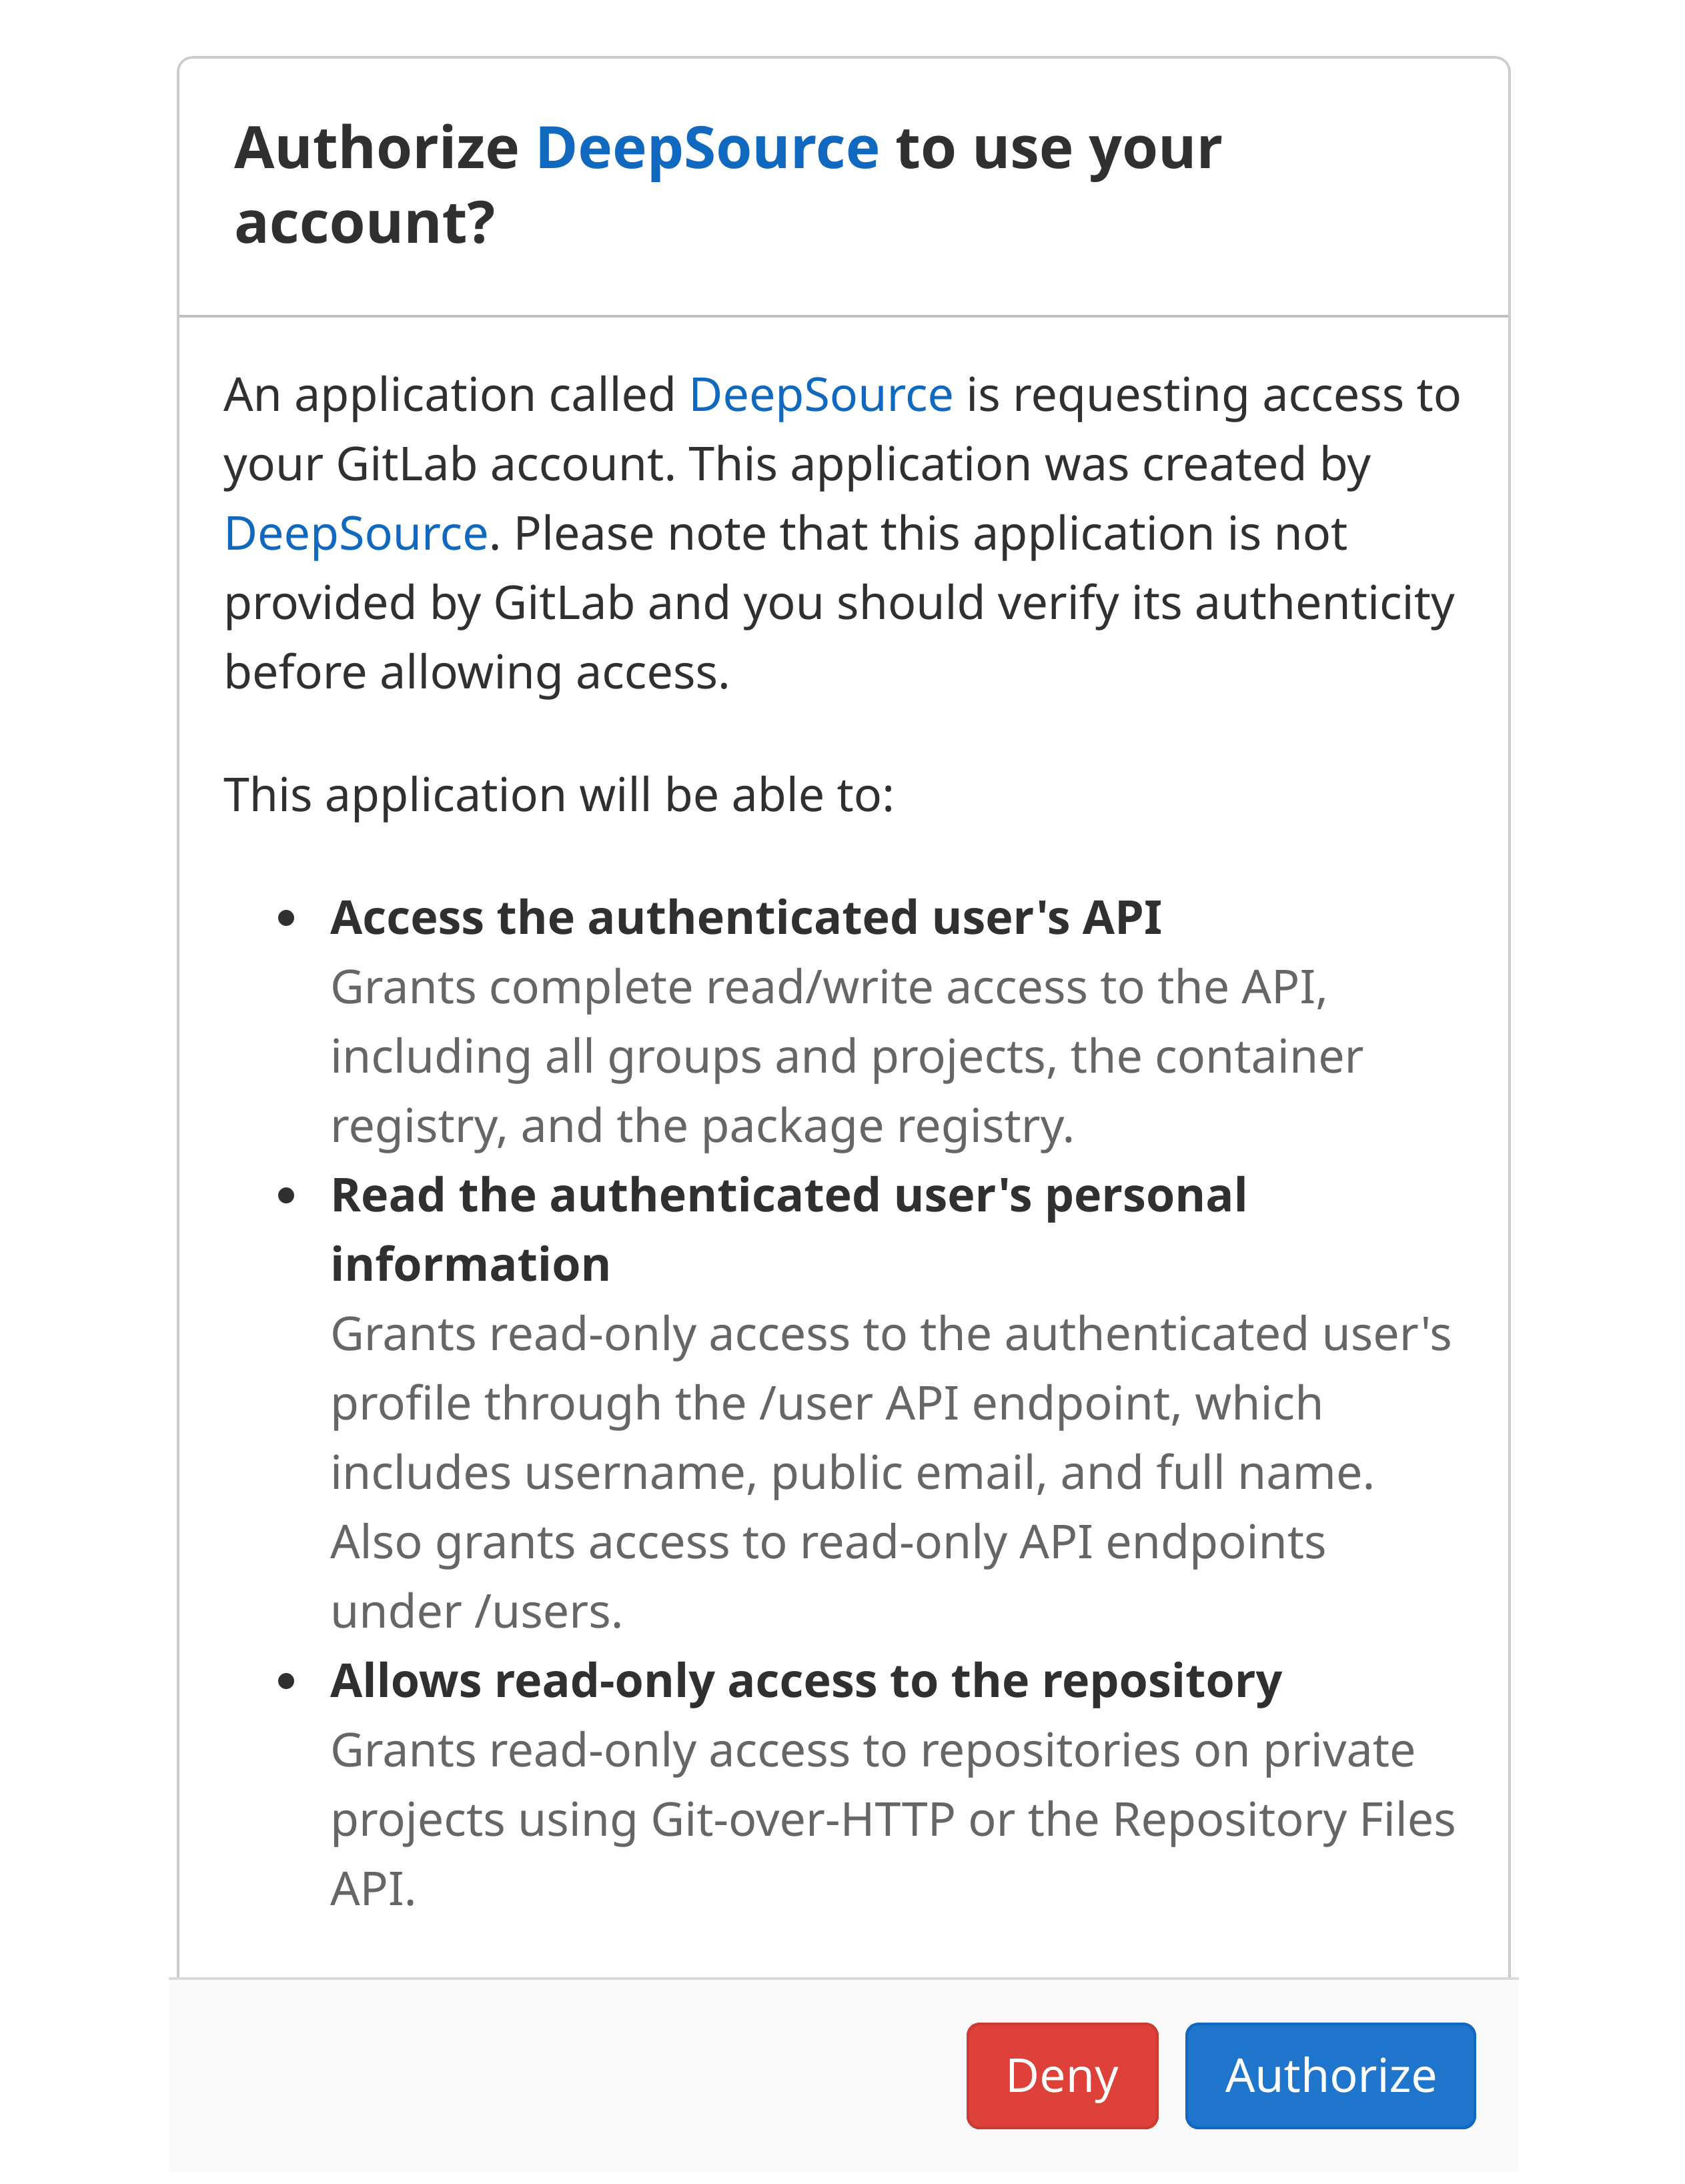 Authorize DeepSource to use your
account?
An application called DeepSource is requesting access to
your GitLab account. This application was created by
DeepSource. Please note that this application is not
provided by GitLab and you should verify its authenticity
before allowing access.
This application will be able to:
• Access the authenticated user's API
Grants complete read/write access to the API,
including all groups and projects, the container
registry, and the package registry.
• Read the authenticated user's personal
information
Grants read-only access to the authenticated user's
profile through the /user API endpoint, which
includes username, public email, and full name.
Also grants access to read-only API endpoints
under /users.
• Allows read-only access to the repository
Grants read-only access to repositories on private
projects using Git-over-HTTP or the Repository Files
API.
Deny Authorize